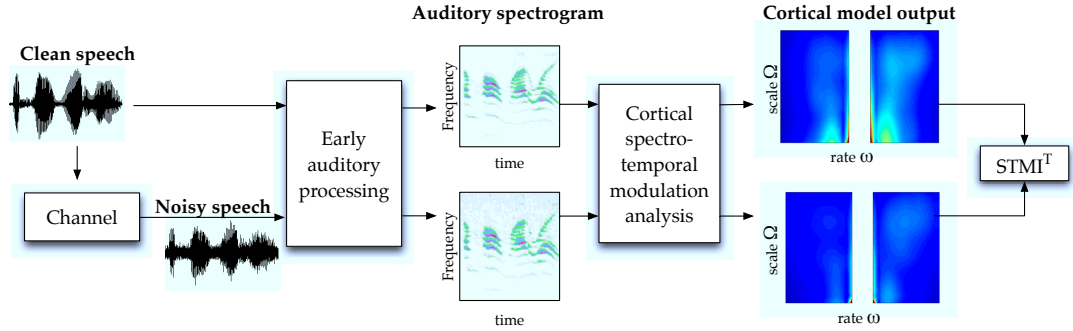 Auditory spectrogram
Cortical model output
Clean speech
Frequency
time
scale Ω
rate ω
Early
auditory
processing
Cortical
spectro-
temporal
modulation
analysis
STMI^T
Channel
Noisy speech
Frequency
time
scale Ω
rate ω